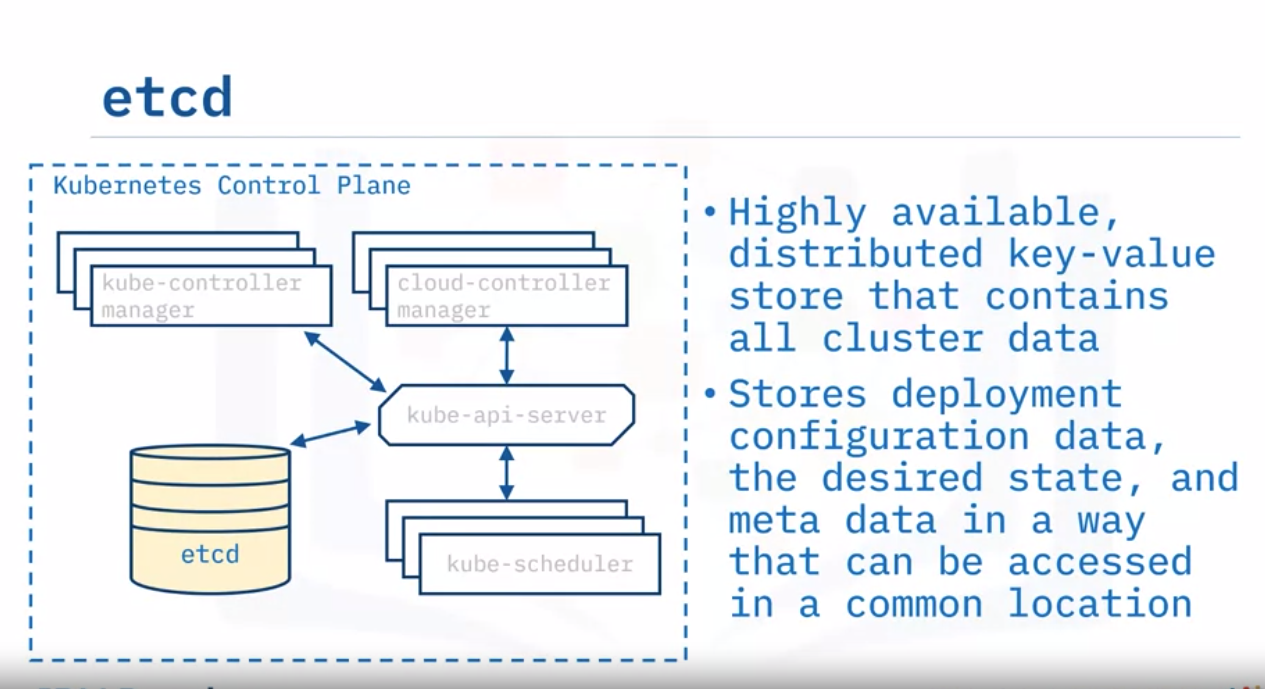 etcd
Kubernetes Control Plane
kube-controller
manager
cloud-controller
manager
kube-api-server
etcd
kube-scheduler
• Highly available,
distributed key-value
store that contains
all cluster data
• Stores deployment
configuration data,
the desired state, and
meta data in a way
that can be accessed
in a common location